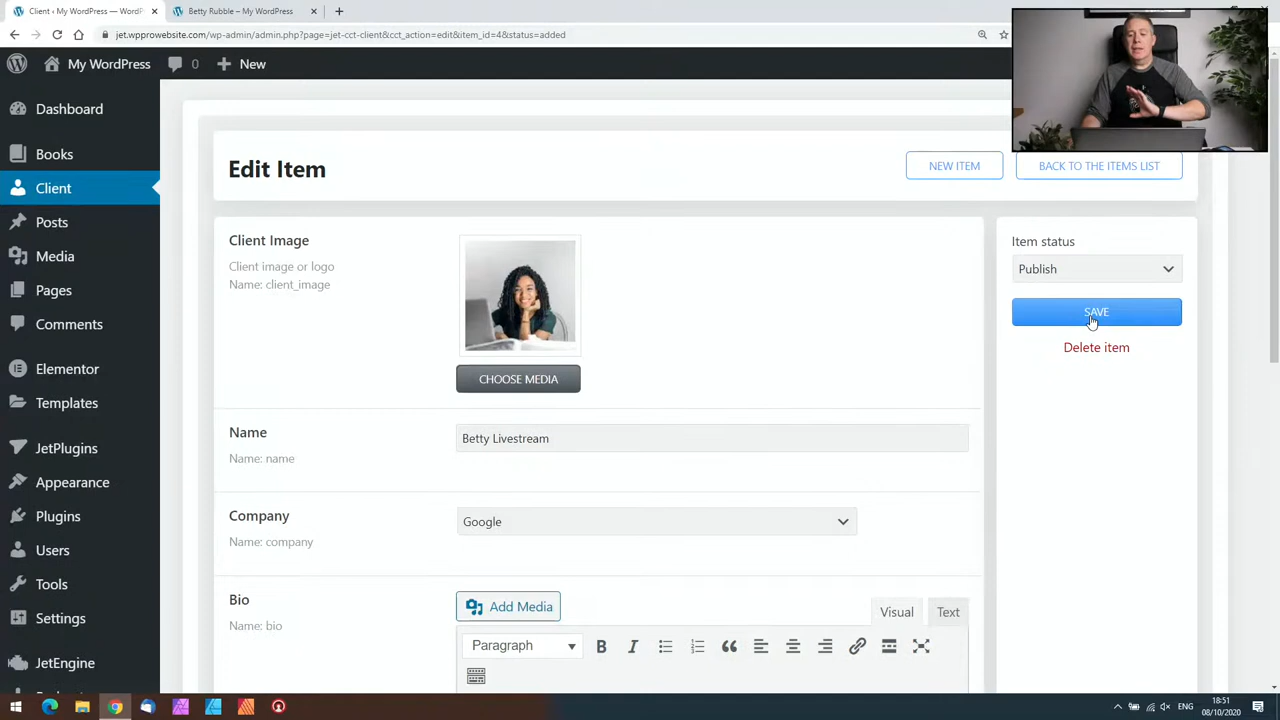 Client ‹ My WordPress — WordP
Betty Rubble – My WordPress
jet.wpprowebsite.com/wp-admin/admin.php?page=jet-cct-client&cct_action=edit&item_id=4&status=added
My WordPress
0
New
Dashboard
Books
Client
Posts
Media
Pages
Comments
Elementor
Templates
JetPlugins
Appearance
Plugins
Users
Tools
Settings
JetEngine
Edit Item
NEW ITEM
BACK TO THE ITEMS LIST
Client Image
Client image or logo
Name: client_image
CHOOSE MEDIA
Name
Name: name
Betty Livestream
Company
Name: company
Google
Bio
Name: bio
Add Media
Visual
Text
Paragraph
Item status
Publish
SAVE
Delete item
ENG
18:51
08/10/2020